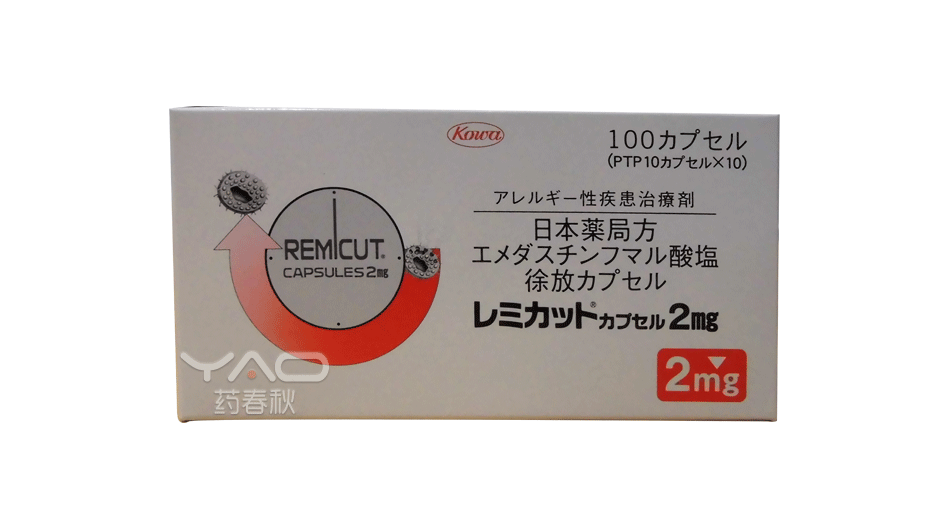 Kowa
100カプセル
(PTP10カプセル×10)
アレルギー性疾患治療剤
日本薬局方
エメダスチンフマル酸塩
徐放カプセル
レミカット®カプセル2mg
2mg
REMICUT®
CAPSULES2mg
YAO
药春秋